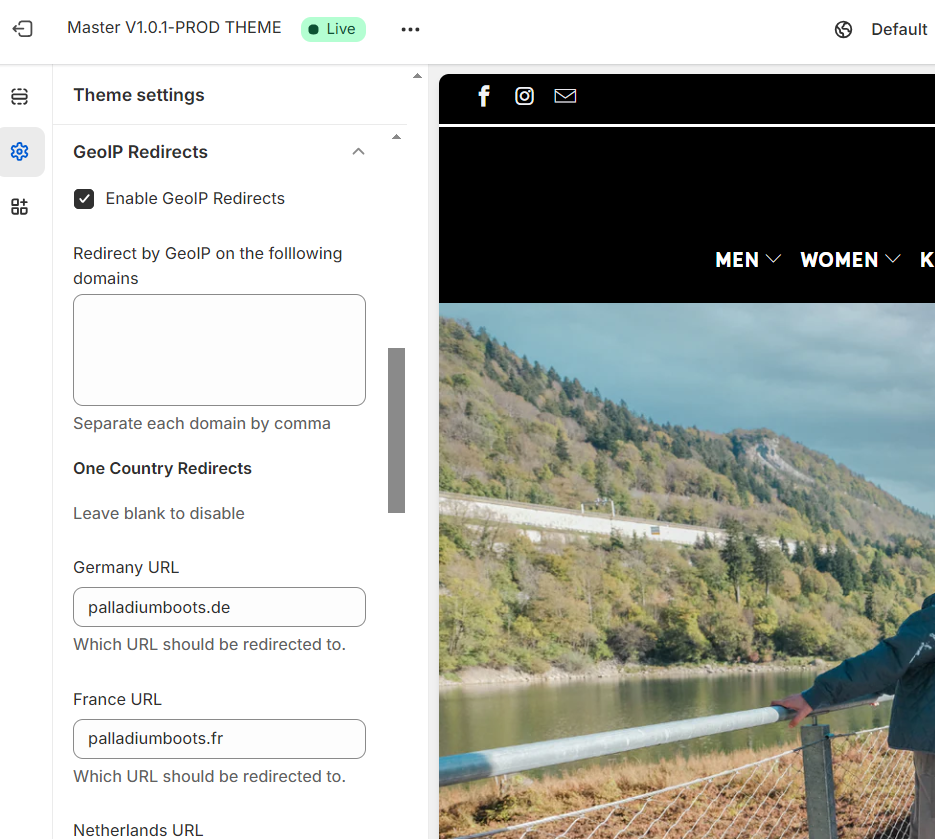 Master V1.0.1-PROD THEME
Live
Default
Theme settings
GeoIP Redirects
Enable GeoIP Redirects
Redirect by GeoIP on the folllowing
domains
Separate each domain by comma
One Country Redirects
Leave blank to disable
Germany URL
palladiumboots.de
Which URL should be redirected to.
France URL
palladiumboots.fr
Which URL should be redirected to.
Netherlands URL
MEN
WOMEN
K